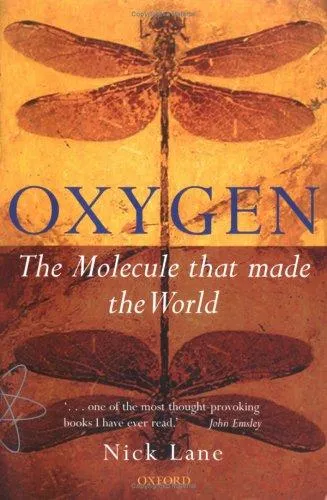 OXYGEN
The Molecule that made
the World
‘. . . one of the most thought-provoking
books I have ever read.’ John Emsley
Nick Lane
OXFORD